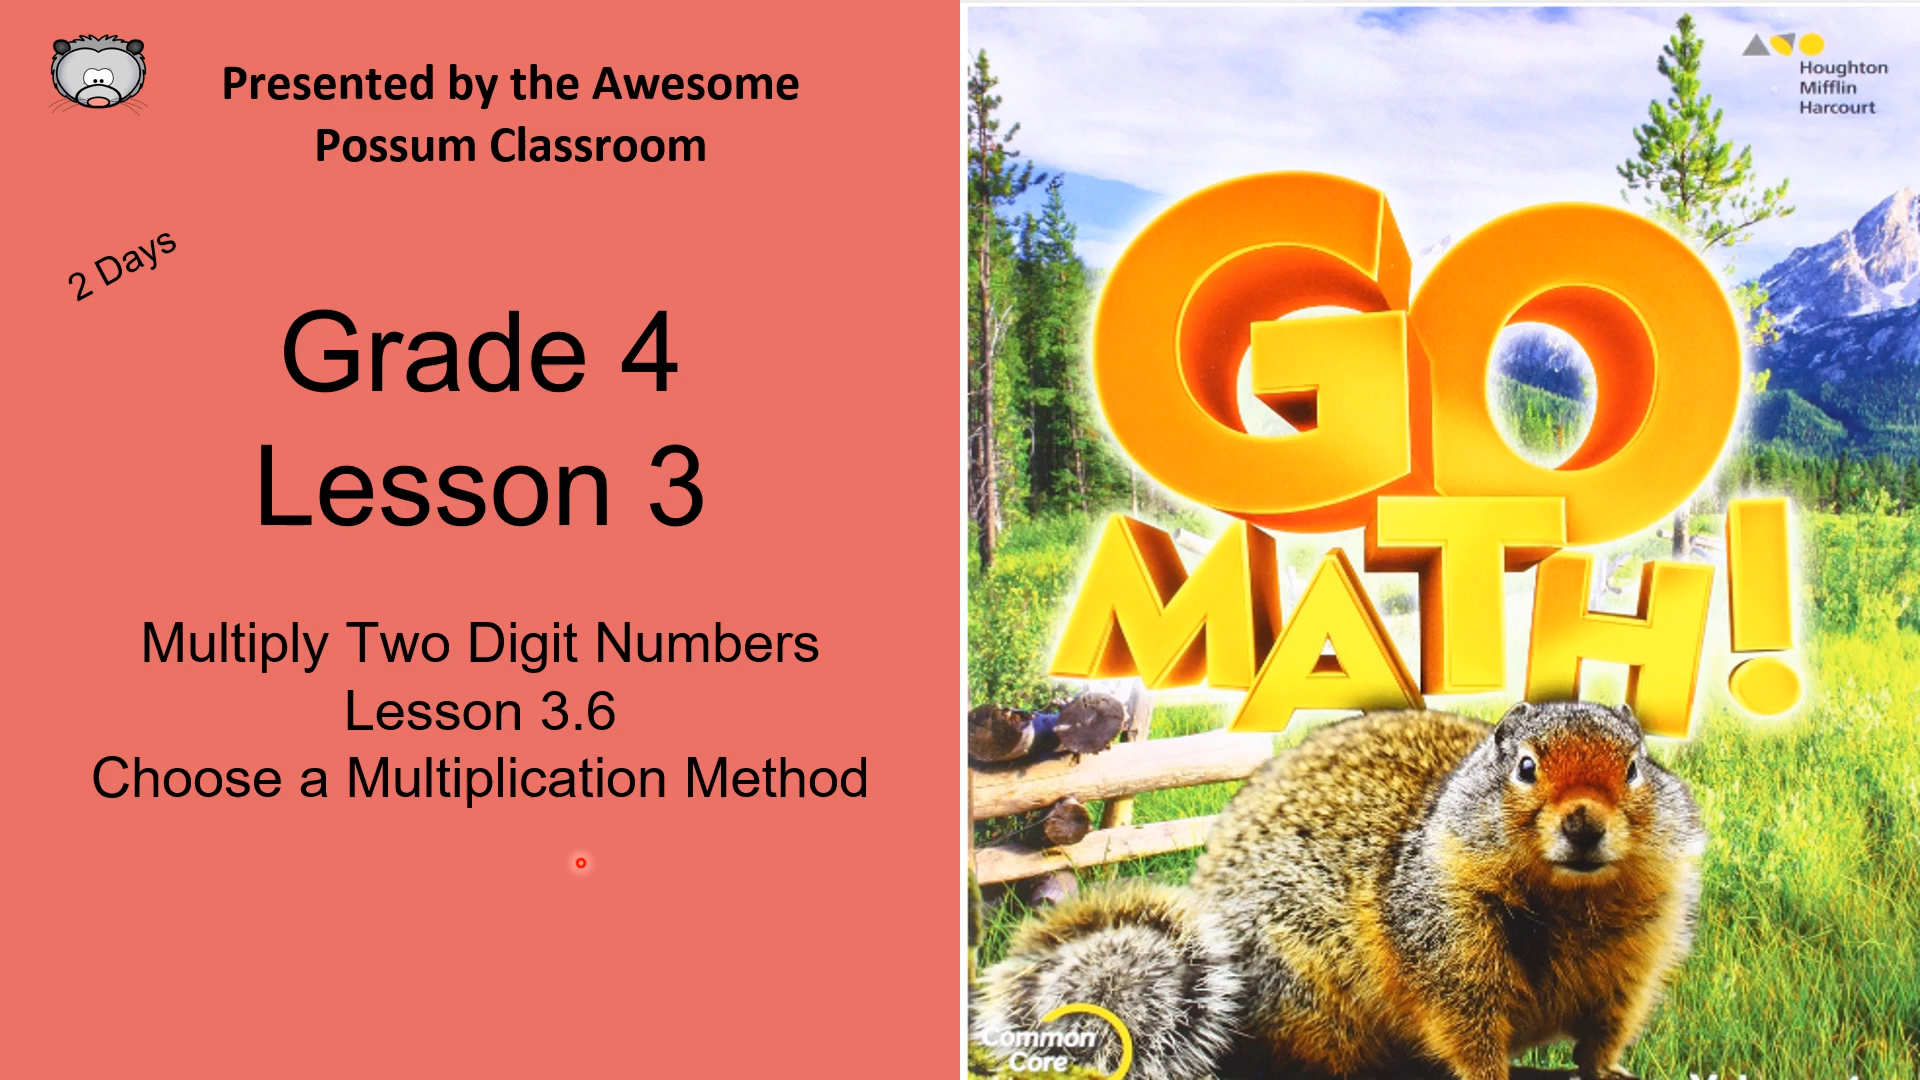 Presented by the Awesome
Possum Classroom
2 Days
Grade 4
Lesson 3
Multiply Two Digit Numbers
Lesson 3.6
Choose a Multiplication Method
Houghton
Mifflin
Harcourt
GO
MATH!
Common
Core